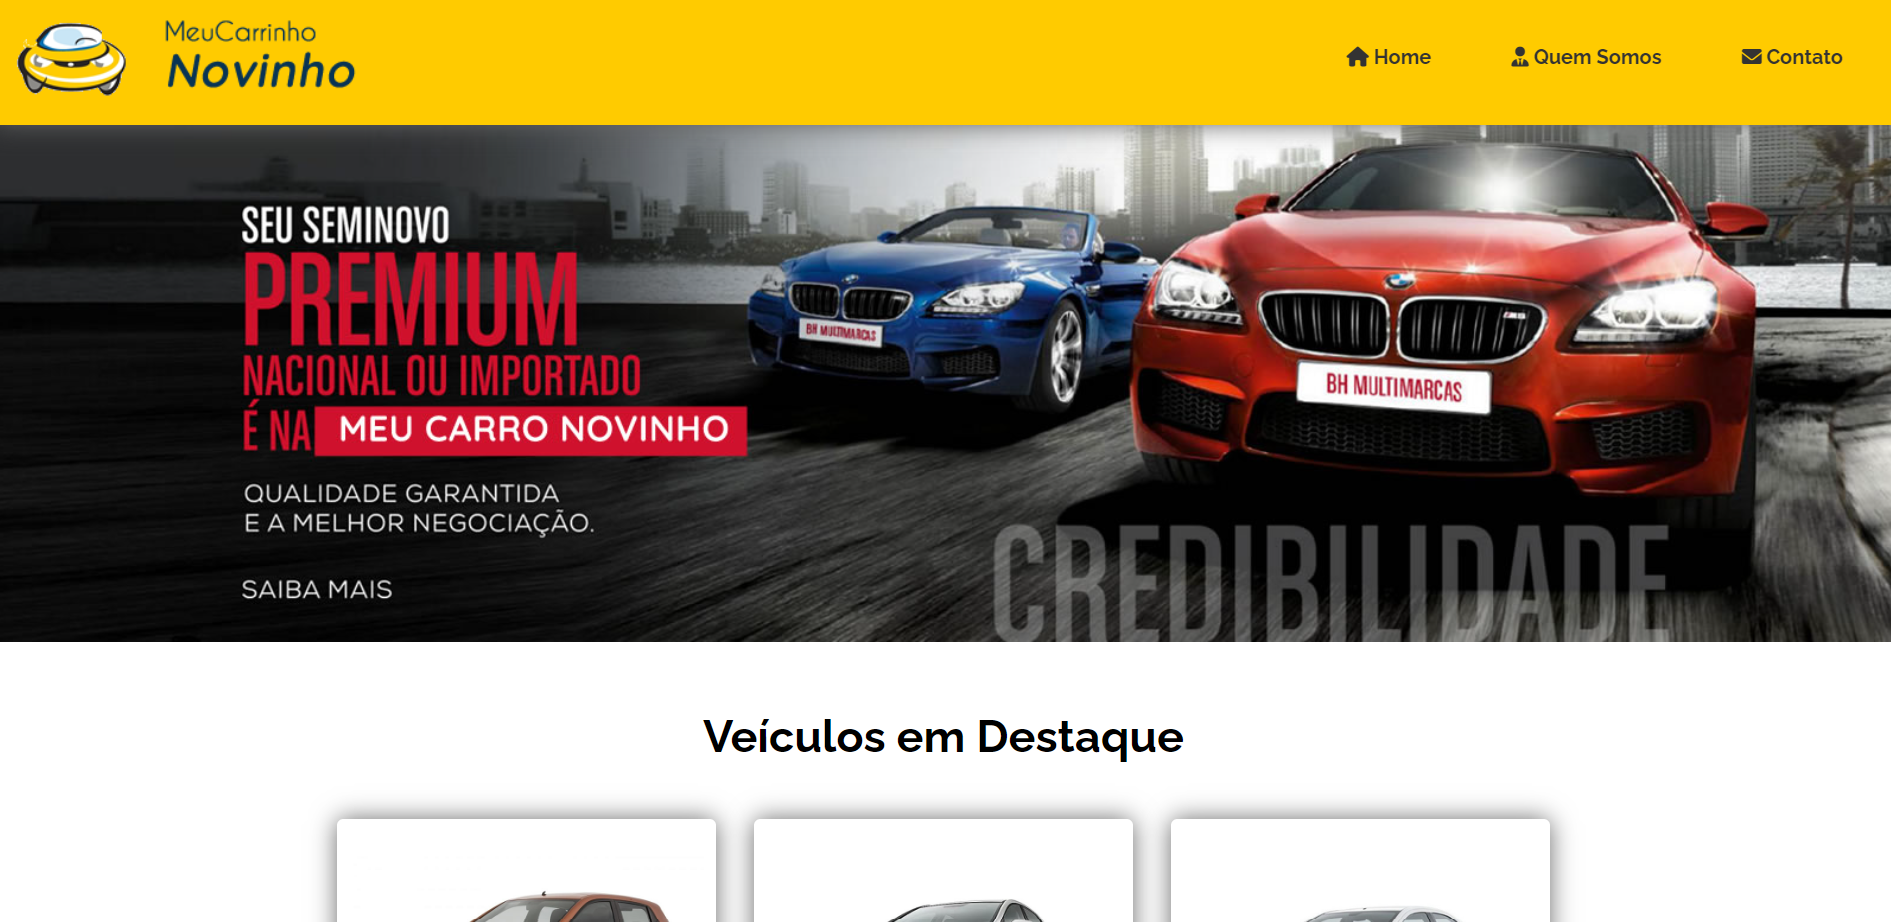 MeuCarrinho
Novinho
Home
Quem Somos
Contato
SEU SEMINOVO
PREMIUM
NACIONAL OU IMPORTADO
É NA MEU CARRO NOVINHO
QUALIDADE GARANTIDA
E A MELHOR NEGOCIAÇÃO.
SAIBA MAIS
BH MULTIMARCAS
BH MULTIMARCAS
CREDIBILIDADE
Veículos em Destaque